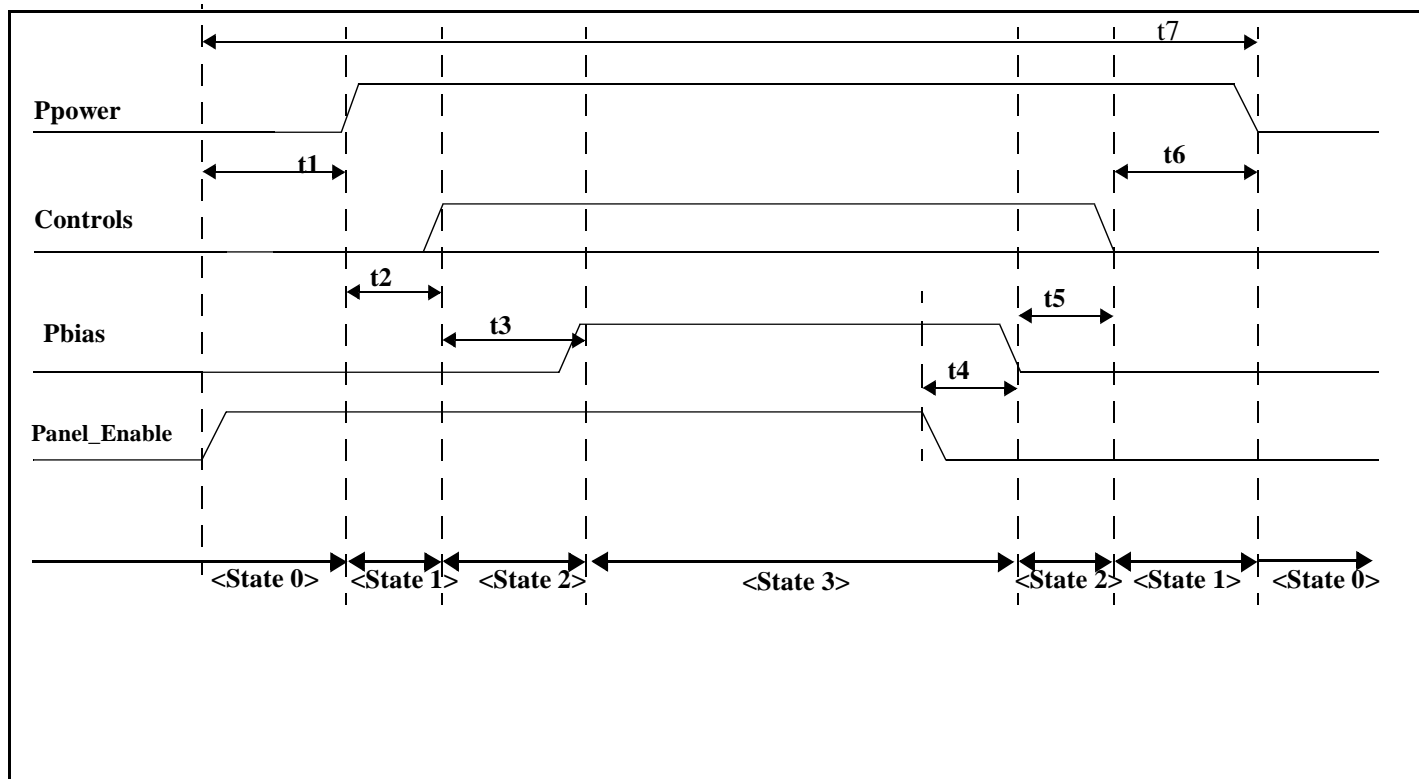 t7
Ppower
t1
t6
Controls
t2
t5
t3
Pbias
t4
Panel_Enable
<State 0>
<State 1>
<State 2>
<State 3>
<State 2>
<State 1>
<State 0>